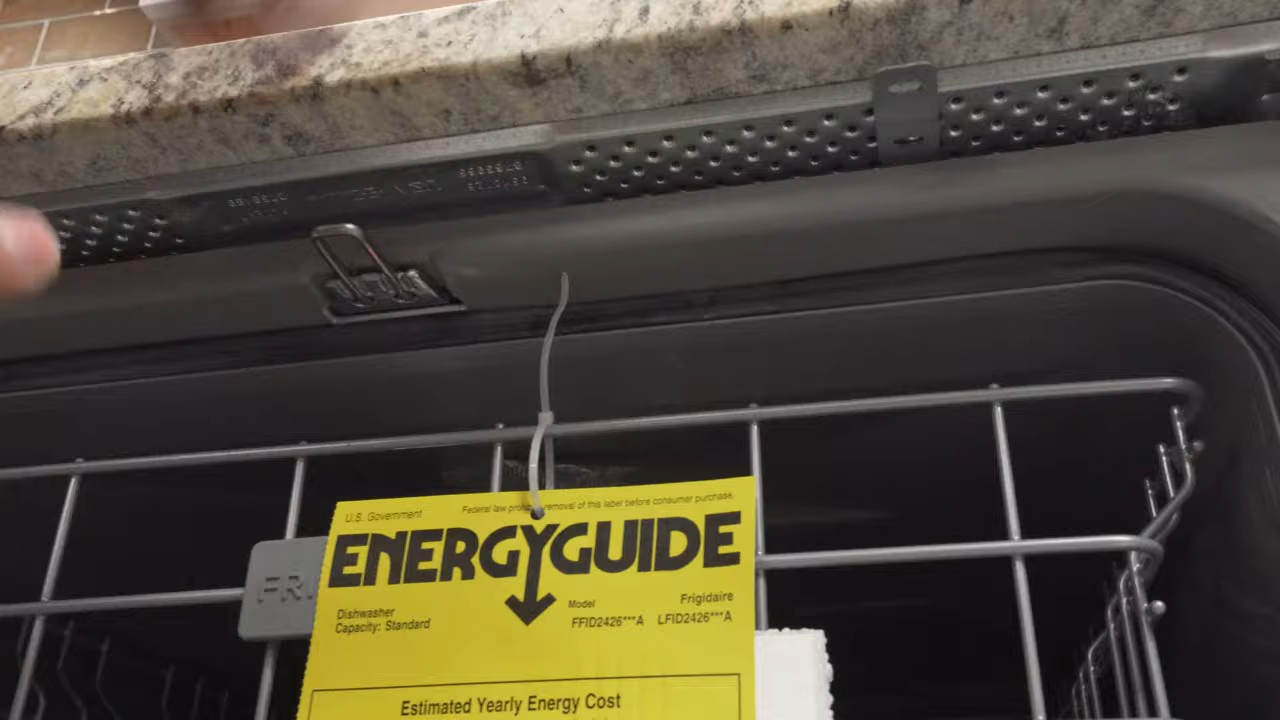 U.S. Government
Federal law removal of this label before consumer purchase.
ENERGYGUIDE
Dishwasher
Capacity: Standard
Model
FFID2426***A
Frigidaire
LFID2426***A
FRI
Estimated Yearly Energy Cost